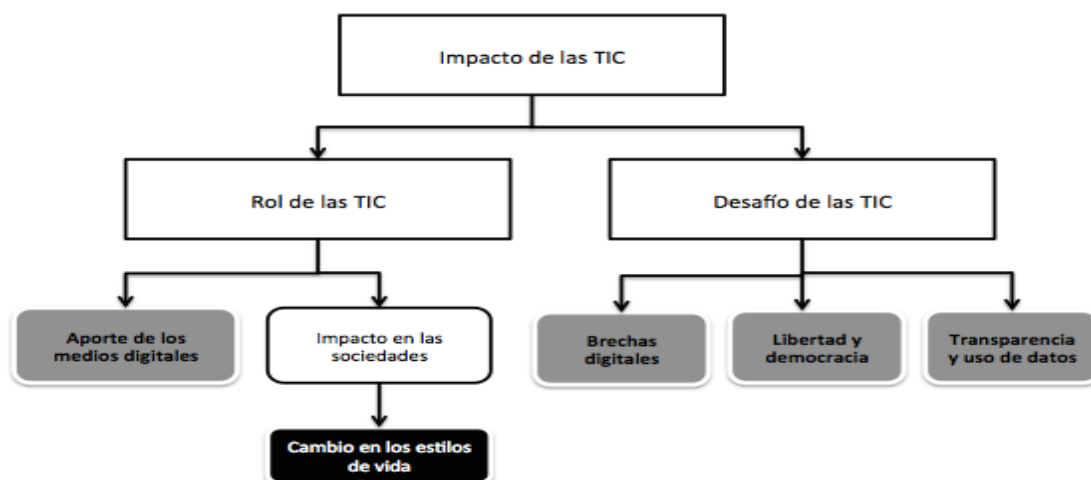 Impacto de las TIC
Rol de las TIC
Desafío de las TIC
Aporte de los
medios digitales
Impacto en las
sociedades
Brechas
digitales
Libertad y
democracia
Transparencia
y uso de datos
Cambio en los estilos
de vida